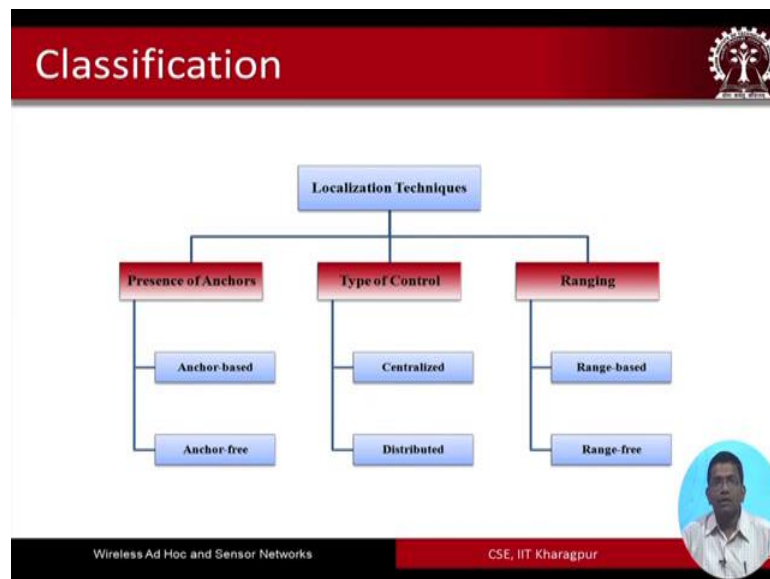 Classification
Localization Techniques
Presence of Anchors
Type of Control
Ranging
Anchor-based
Centralized
Range-based
Anchor-free
Distributed
Range-free
Wireless Ad Hoc and Sensor Networks
CSE, IIT Kharagpur